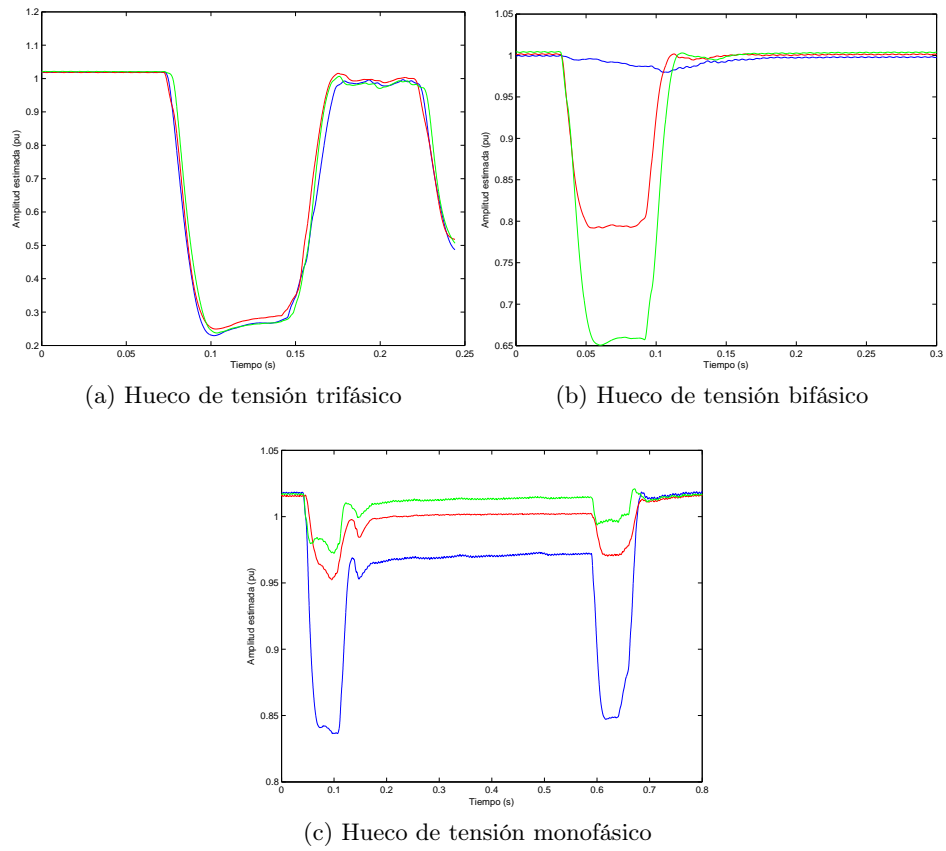 1.2
1.1
1
0.9
0.8
0.7
0.6
0.5
0.4
0.3
0.2
Amplitud estimada (pu)
0 0.05 0.1 0.15 0.2 0.25
Tiempo (s)
(a) Hueco de tensión trifásico
1.05
1
0.95
0.9
0.85
0.8
0.75
0.7
0.65
Amplitud estimada (pu)
0 0.05 0.1 0.15 0.2 0.25 0.3
Tiempo (s)
(b) Hueco de tensión bifásico
1.05
1
0.95
0.9
0.85
0.8
Amplitud estimada (pu)
0 0.1 0.2 0.3 0.4 0.5 0.6 0.7 0.8
Tiempo (s)
(c) Hueco de tensión monofásico